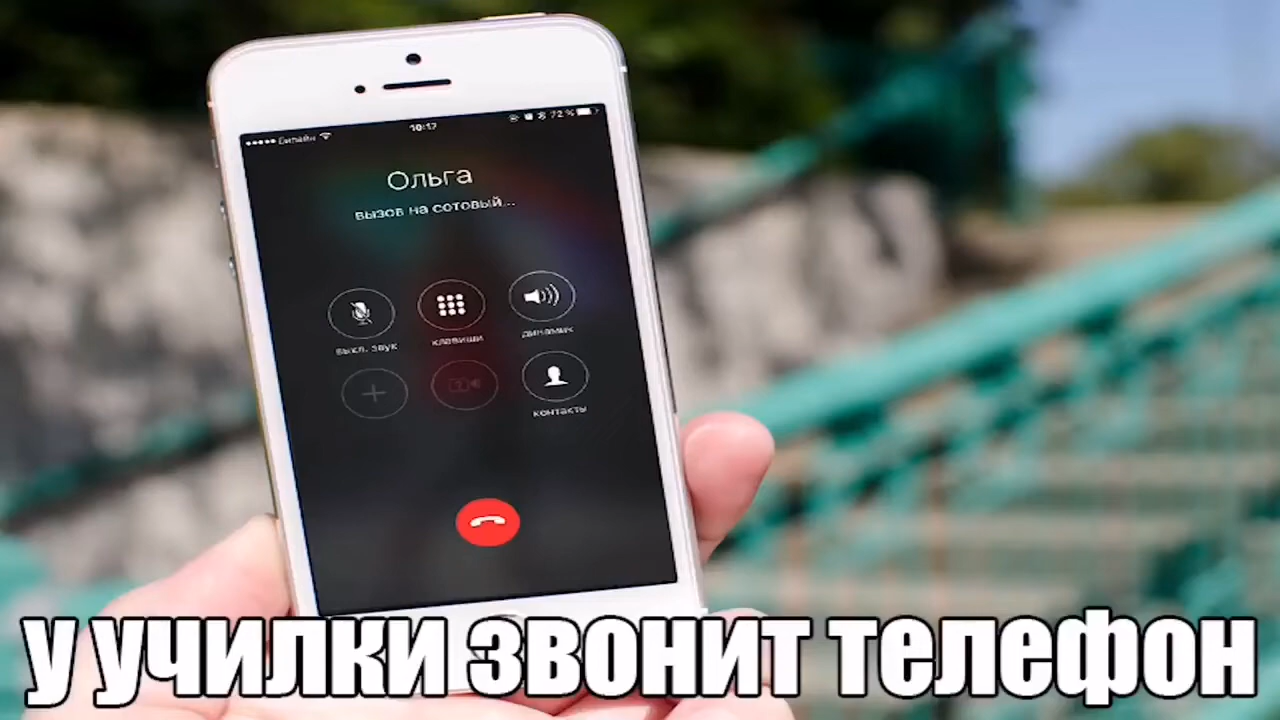 Билайн 10:17 72 %
Ольга
вызов на сотовый...
выкл. звук клавиши динамик
контакты
у училки звонит телефон